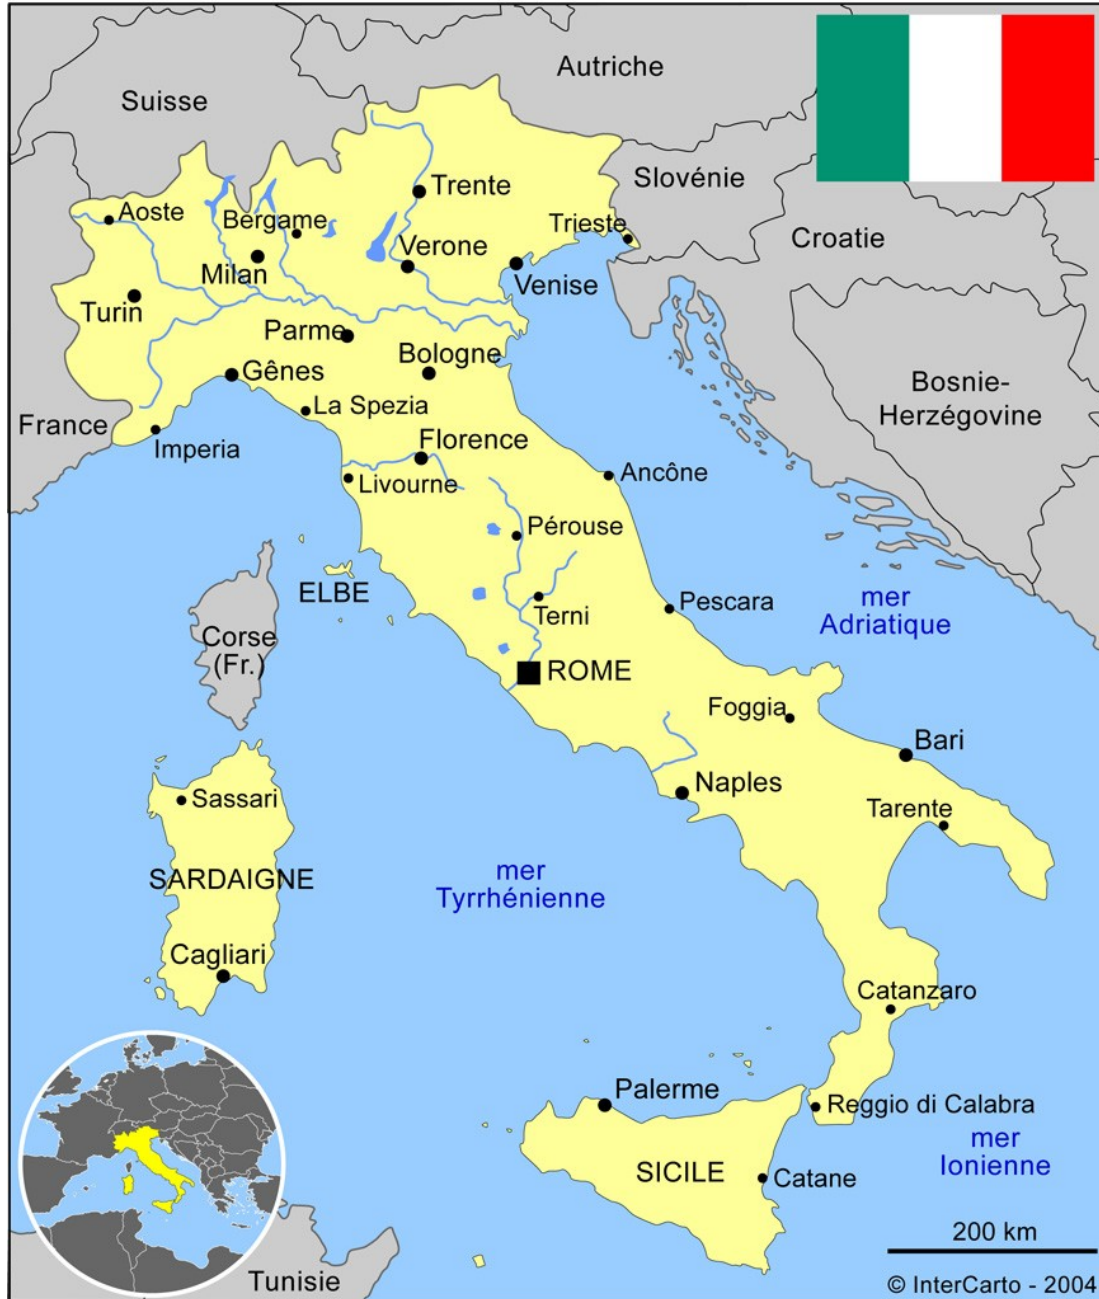 Autriche
Suisse
Slovénie
Trente
Aoste
Bergame
Trieste
Croatie
Verone
Milan
Venise
Turin
Parme
Bologne
Gênes
Bosnie-
Herzégovine
La Spezia
France
Imperia
Florence
Ancône
Livourne
Pérouse
ELBE
mer
Adriatique
Terni
Pescara
Corse
(Fr.)
ROME
Foggia
Bari
Naples
Sassari
Tarente
mer
Tyrrhénienne
SARDAIGNE
Cagliari
Catanzaro
Palerme
Reggio di Calabra
mer
Ionienne
SICILE
Catane
200 km
Tunisie
© InterCarto - 2004